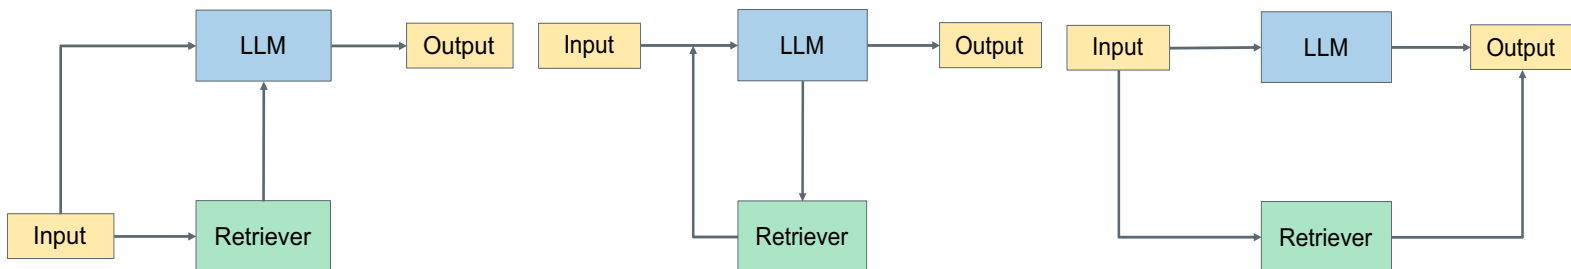 LLM
Output
Input
Retriever
Input
LLM
Output
Retriever
Input
LLM
Output
Retriever